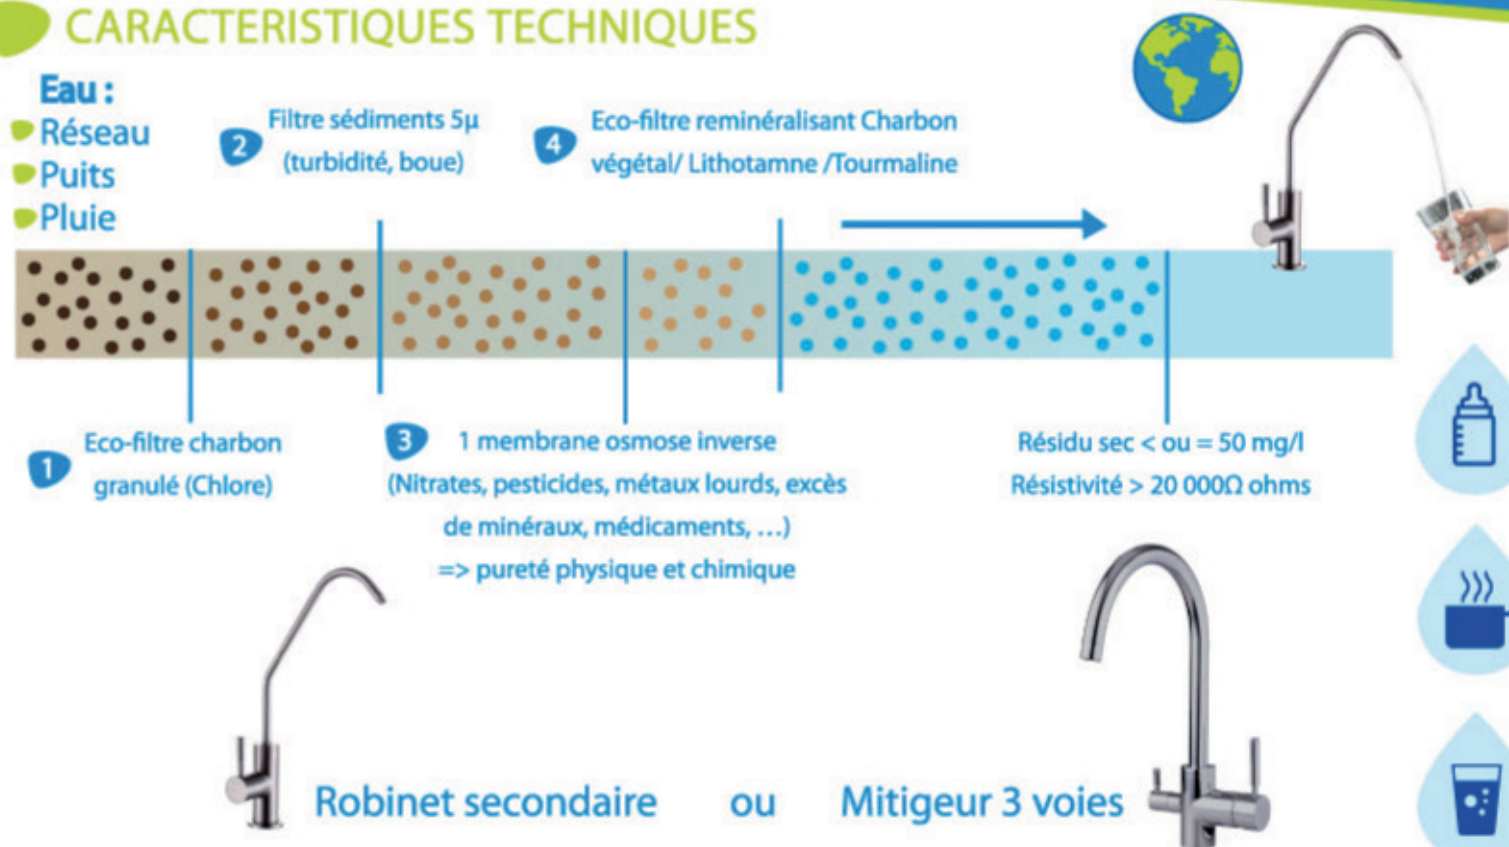 CARACTERISTIQUES TECHNIQUES
Eau :
Réseau
Puits
Pluie
2
Filtre sédiments 5µ
(turbidité, boue)
4
Eco-filtre reminéralisant Charbon
végétal/ Lithotamne /Tourmaline
1
Eco-filtre charbon
granulé (Chlore)
3
1 membrane osmose inverse
(Nitrates, pesticides, métaux lourds, excès
de minéraux, médicaments, ...)
=> pureté physique et chimique
Résidu sec < ou = 50 mg/l
Résistivité > 20 000Ω ohms
Robinet secondaire ou Mitigeur 3 voies